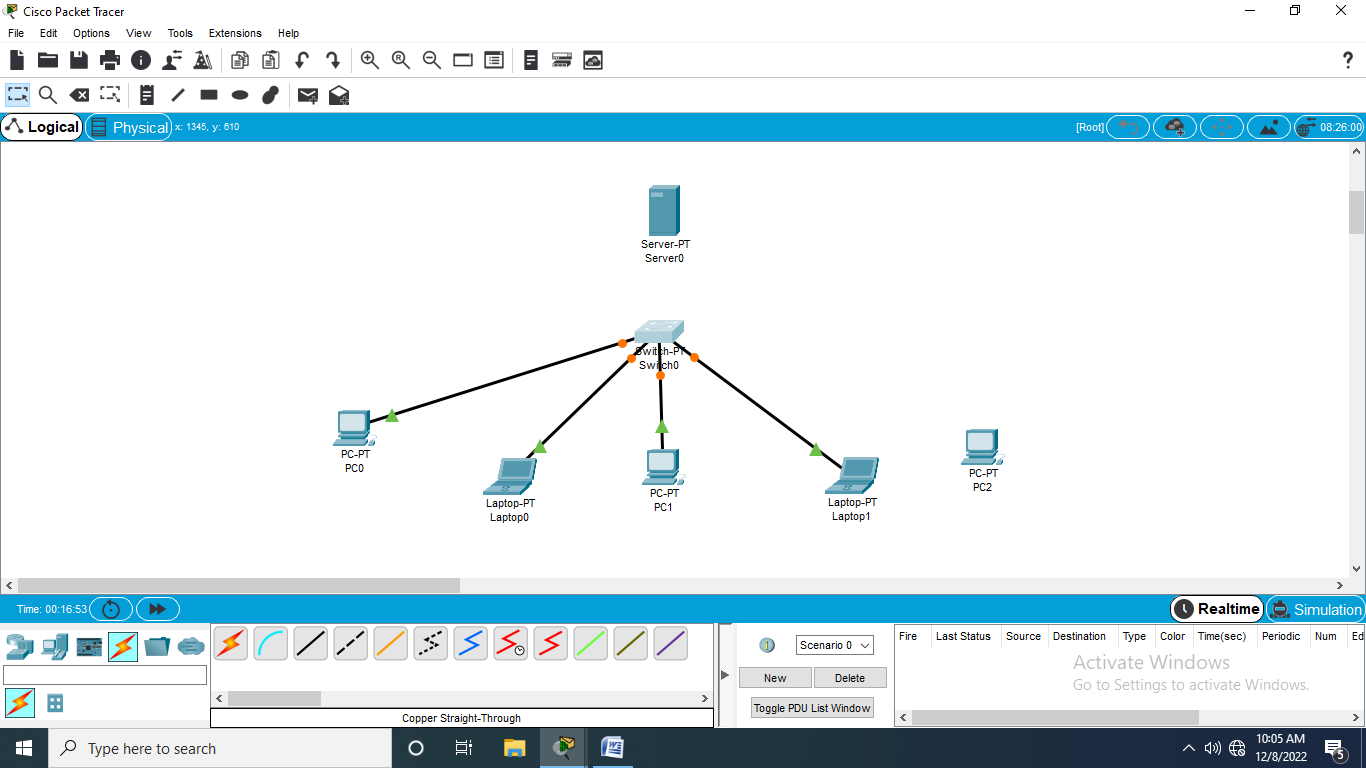 Cisco Packet Tracer
File Edit Options View Tools Extensions Help
R
?
Logical Physical x: 1345, y: 610 [Root] 08:26:00
Server-PT
Server0
Switch-PT
Switch0
PC-PT
PC0
Laptop-PT
Laptop0
PC-PT
PC1
Laptop-PT
Laptop1
PC-PT
PC2
Time: 00:16:53 Realtime Simulation
Scenario 0
New Delete
Toggle PDU List Window
Fire Last Status Source Destination Type Color Time(sec) Periodic Num Ed
Activate Windows
Go to Settings to activate Windows.
Copper Straight-Through
Type here to search
10:05 AM
12/8/2022
5